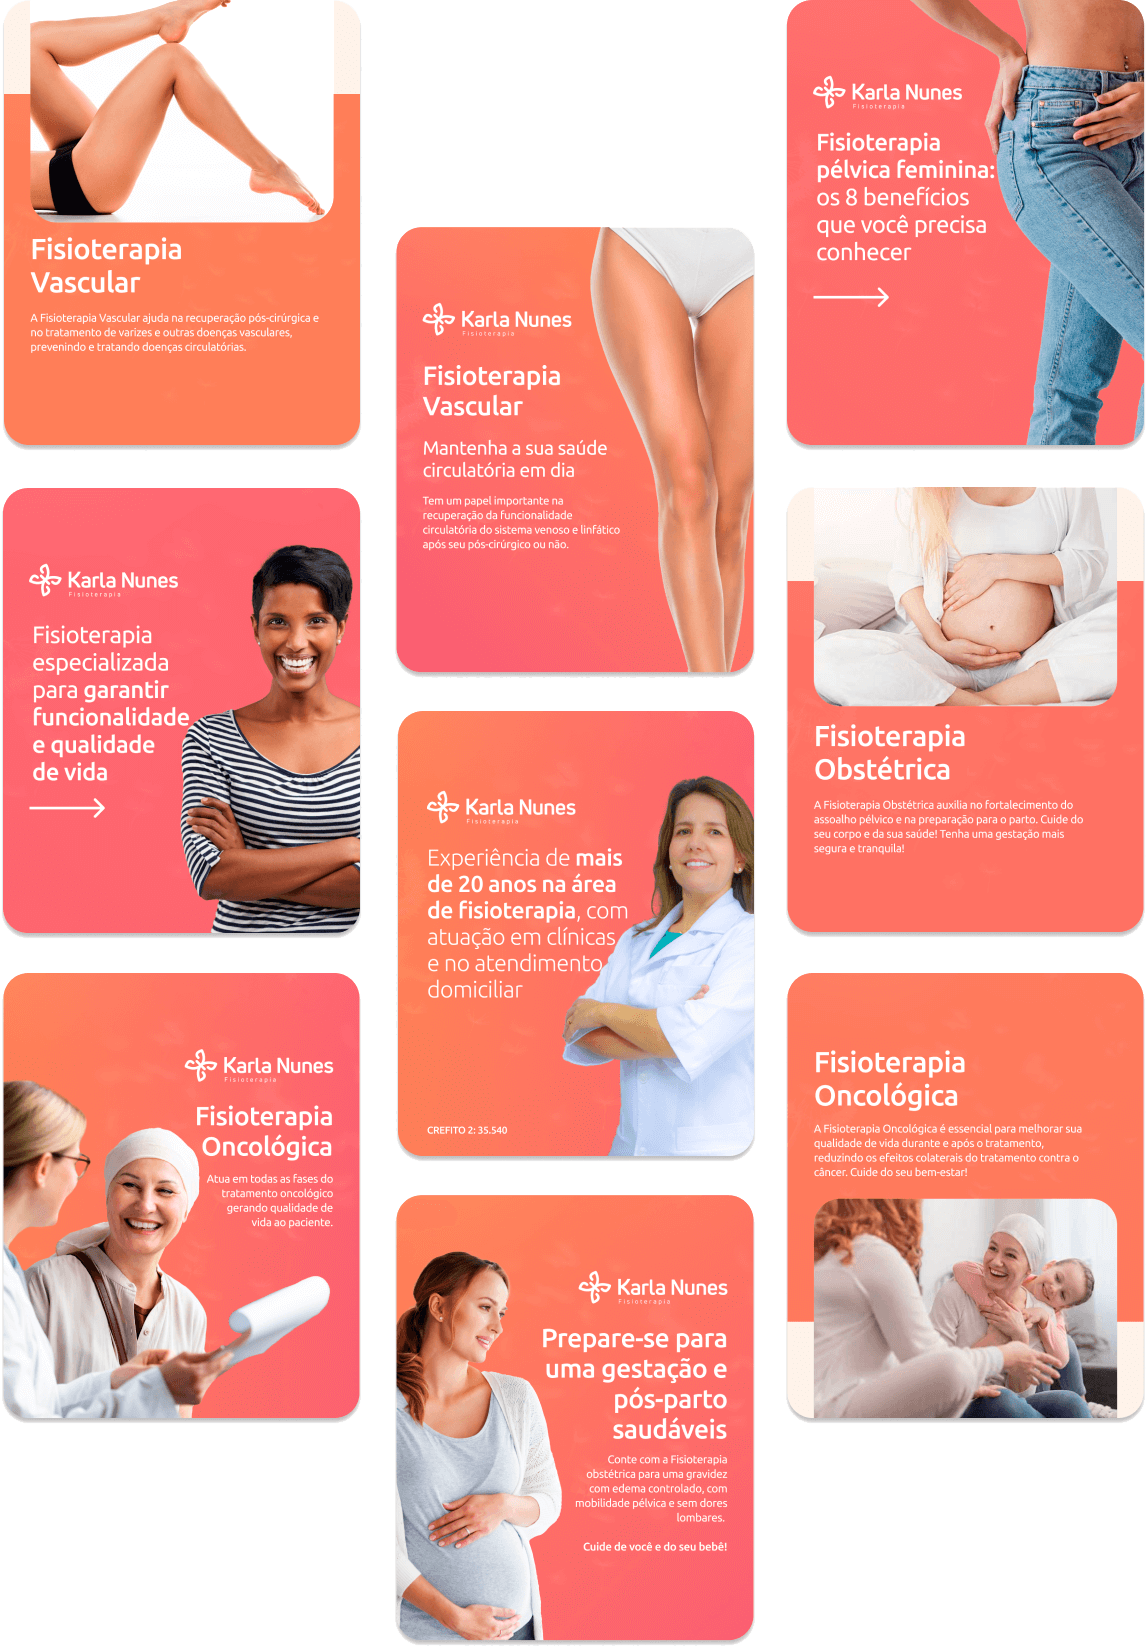 Fisioterapia
Vascular
A Fisioterapia Vascular ajuda na recuperação pós-cirúrgica e
no tratamento de varizes e outras doenças vasculares,
prevenindo e tratando doenças circulatórias.
Karla Nunes
Fisioterapia
Fisioterapia
especializada
para garantir
funcionalidade
e qualidade
de vida
Karla Nunes
Fisioterapia
Fisioterapia
Oncológica
Atua em todas as fases do
tratamento oncológico
gerando qualidade de
vida ao paciente.
Karla Nunes
Fisioterapia
Fisioterapia
Vascular
Mantenha a sua saúde
circulatória em dia
Tem um papel importante na
recuperação da funcionalidade
circulatória do sistema venoso e linfático
após seu pós-cirúrgico ou não.
Karla Nunes
Fisioterapia
Experiência de mais
de 20 anos na área
de fisioterapia, com
atuação em clínicas
e no atendimento
domiciliar
CREFITO 2: 35.540
Karla Nunes
Fisioterapia
Prepare-se para
uma gestação e
pós-parto
saudáveis
Conte com a Fisioterapia
obstétrica para uma gravidez
com edema controlado, com
mobilidade pélvica e sem dores
lombares.
Cuide de você e do seu bebê!
Karla Nunes
Fisioterapia
Fisioterapia
pélvica feminina:
os 8 benefícios
que você precisa
conhecer
Fisioterapia
Obstétrica
A Fisioterapia Obstétrica auxilia no fortalecimento do
assoalho pélvico e na preparação para o parto. Cuide do
seu corpo e da sua saúde! Tenha uma gestação mais
segura e tranquila!
Fisioterapia
Oncológica
A Fisioterapia Oncológica é essencial para melhorar sua
qualidade de vida durante e após o tratamento,
reduzindo os efeitos colaterais do tratamento contra o
câncer. Cuide do seu bem-estar!